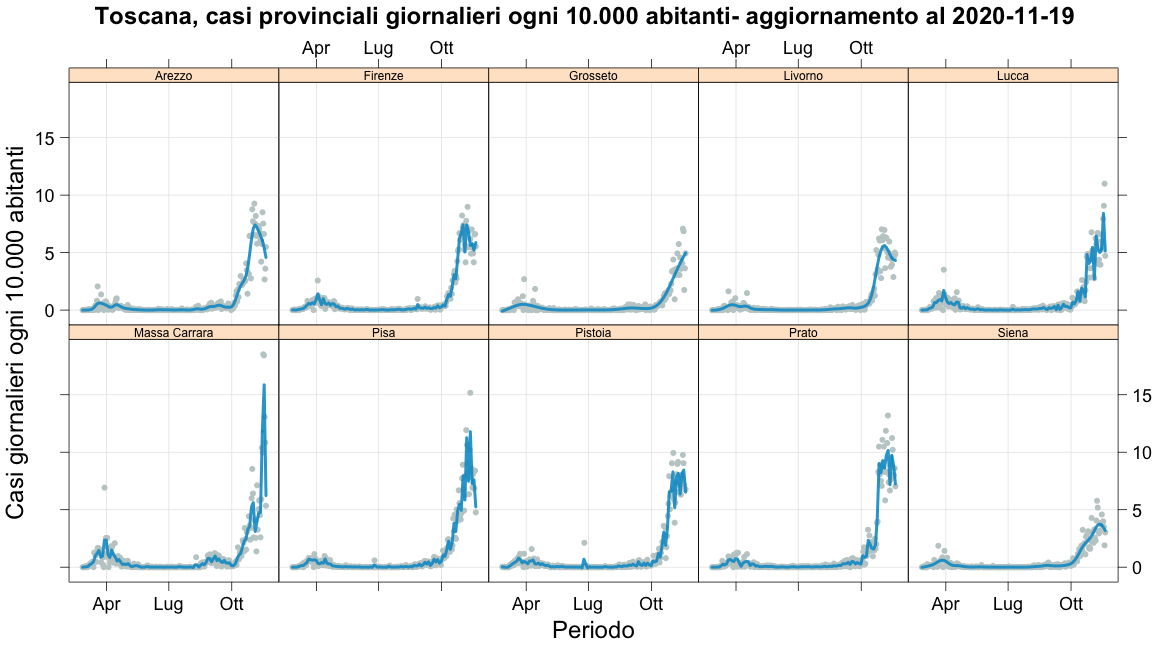 Toscana, casi provinciali giornalieri ogni 10.000 abitanti- aggiornamento al 2020-11-19
Apr Lug Ott Apr Lug Ott
Arezzo Firenze Grosseto Livorno Lucca
15
10
5
0
Massa Carrara Pisa Pistoia Prato Siena
15
10
5
0
Apr Lug Ott Apr Lug Ott Apr Lug Ott
Casi giornalieri ogni 10.000 abitanti
Periodo